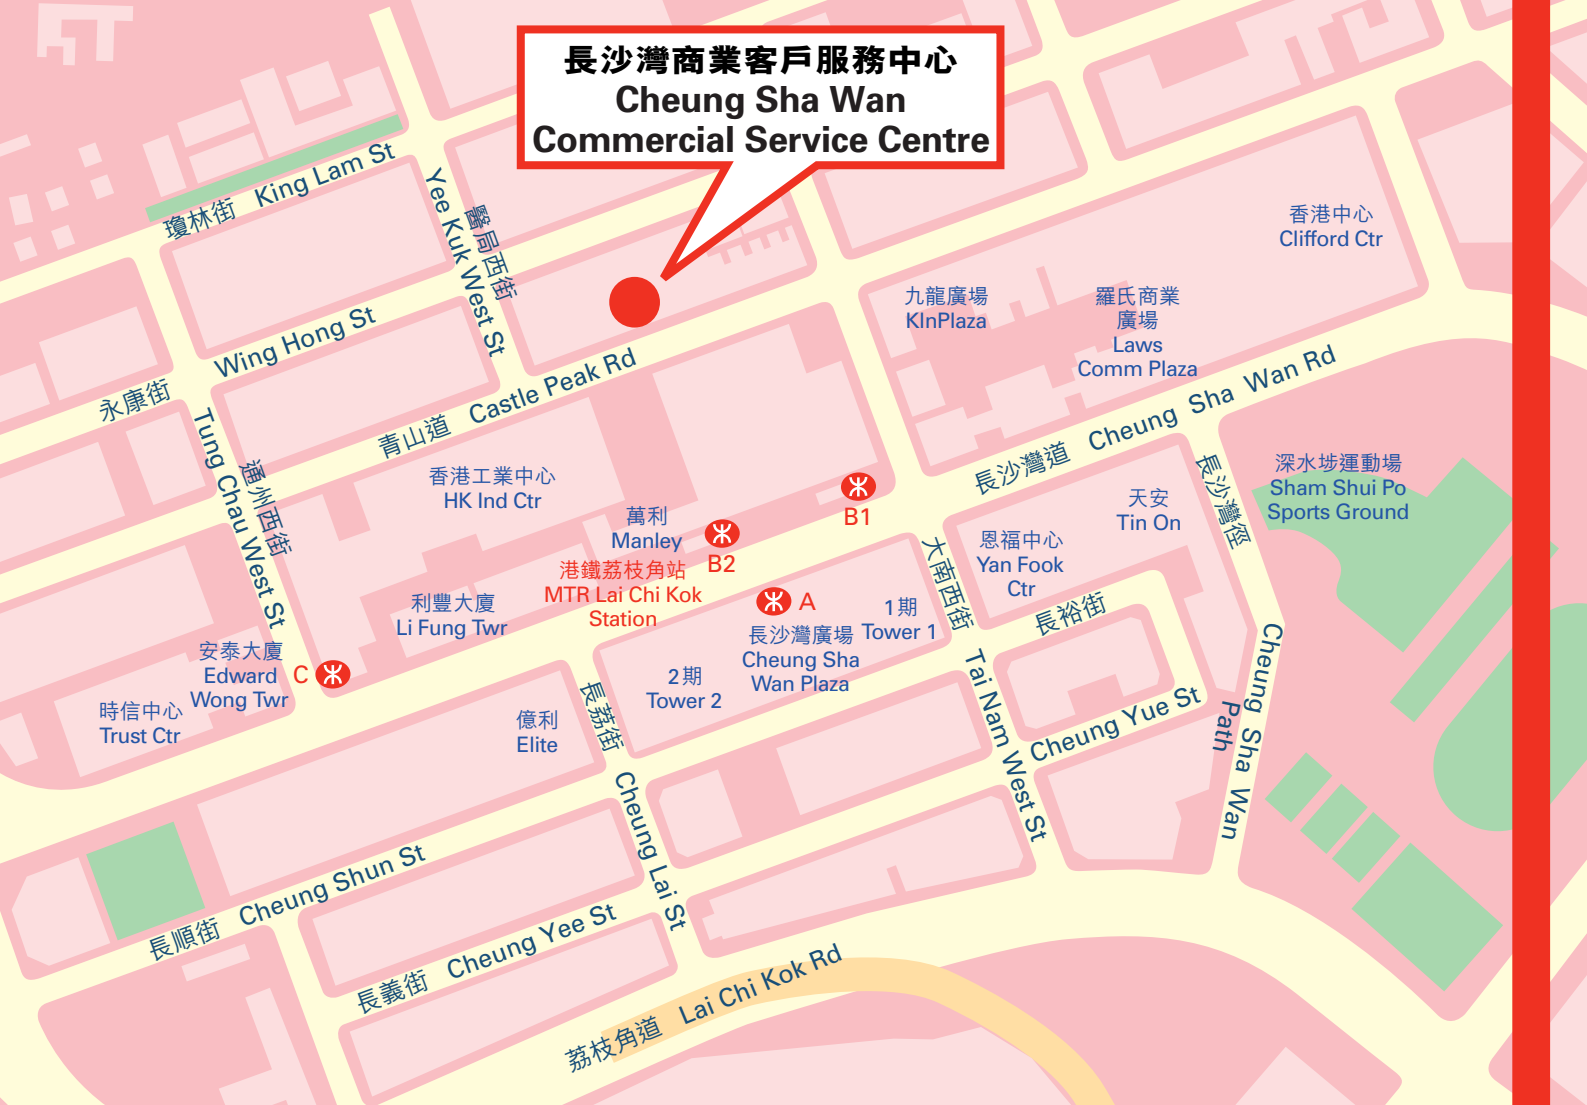 長沙灣商業客戶服務中心
Cheung Sha Wan
Commercial Service Centre
瓊林街 King Lam St
醫局西街
Yee Kuk West St
香港中心
Clifford Ctr
九龍廣場
KlnPlaza
羅氏商業
廣場
Laws
Comm Plaza
永康街 Wing Hong St
青山道 Castle Peak Rd
長沙灣道 Cheung Sha Wan Rd
通州西街
Tung Chau West St
香港工業中心
HK Ind Ctr
萬利
Manley
B2
B1
港鐵荔枝角站
MTR Lai Chi Kok
Station
A
長沙灣廣場
Cheung Sha
Wan Plaza
1期
Tower 1
2期
Tower 2
大南西街 Tai Nam West St
恩福中心
Yan Fook
Ctr
天安
Tin On
長沙灣徑
Cheung Sha Wan
Path
深水埗運動場
Sham Shui Po
Sports Ground
長裕街
Cheung Yue St
利豐大廈
Li Fung Twr
安泰大廈
Edward
Wong Twr
C
時信中心
Trust Ctr
億利
Elite
長荔街 Cheung Lai St
長順街 Cheung Shun St
長義街 Cheung Yee St
荔枝角道 Lai Chi Kok Rd